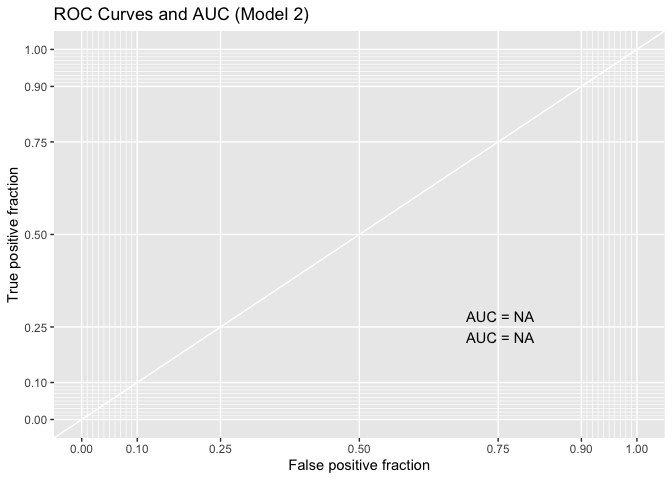 ROC Curves and AUC (Model 2)
True positive fraction
1.00
0.90
0.75
0.50
0.25
0.10
0.00
AUC = NA
AUC = NA
0.00 0.10 0.25 0.50 0.75 0.90 1.00
False positive fraction